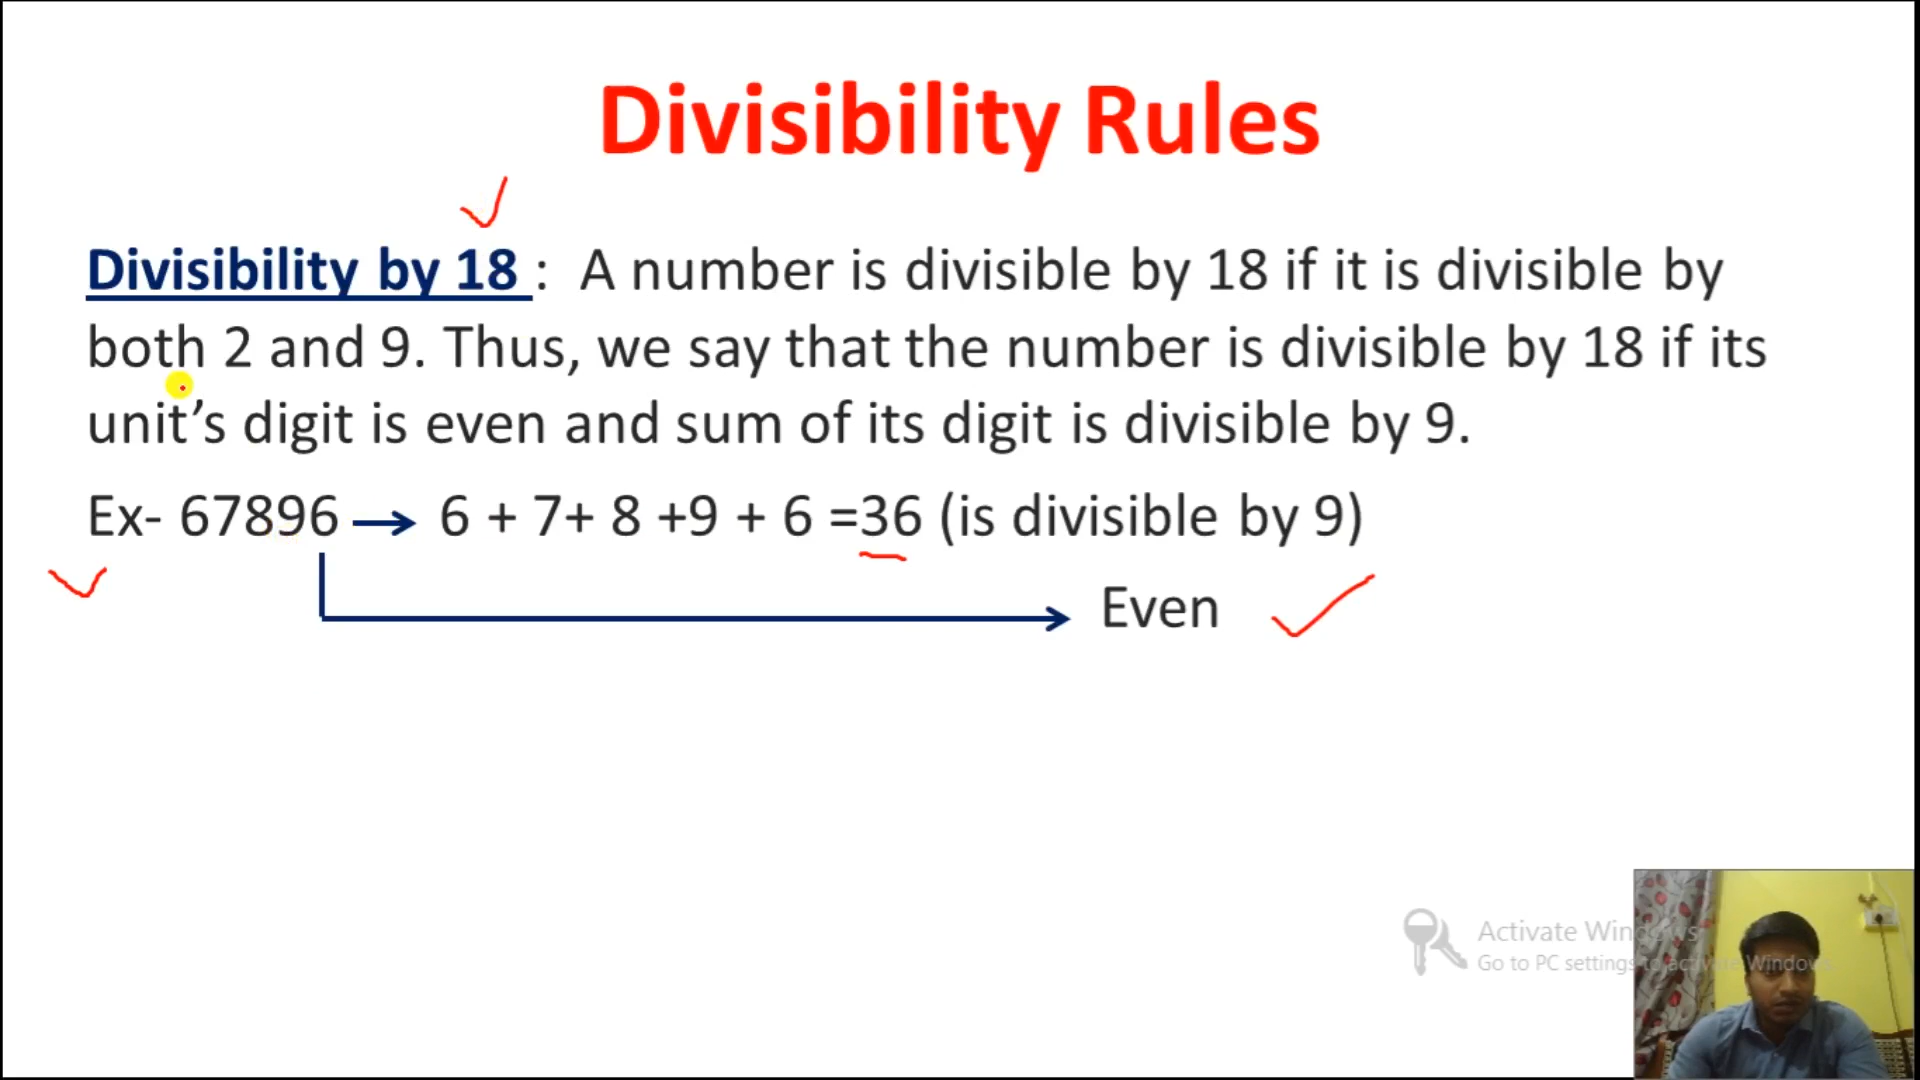 Divisibility Rules
Divisibility by 18 : A number is divisible by 18 if it is divisible by
both 2 and 9. Thus, we say that the number is divisible by 18 if its
unit’s digit is even and sum of its digit is divisible by 9.
Ex- 67896 → 6 + 7+ 8 +9 + 6 =36 (is divisible by 9)
Even
Activate Windows
Go to PC settings to activate Windows.